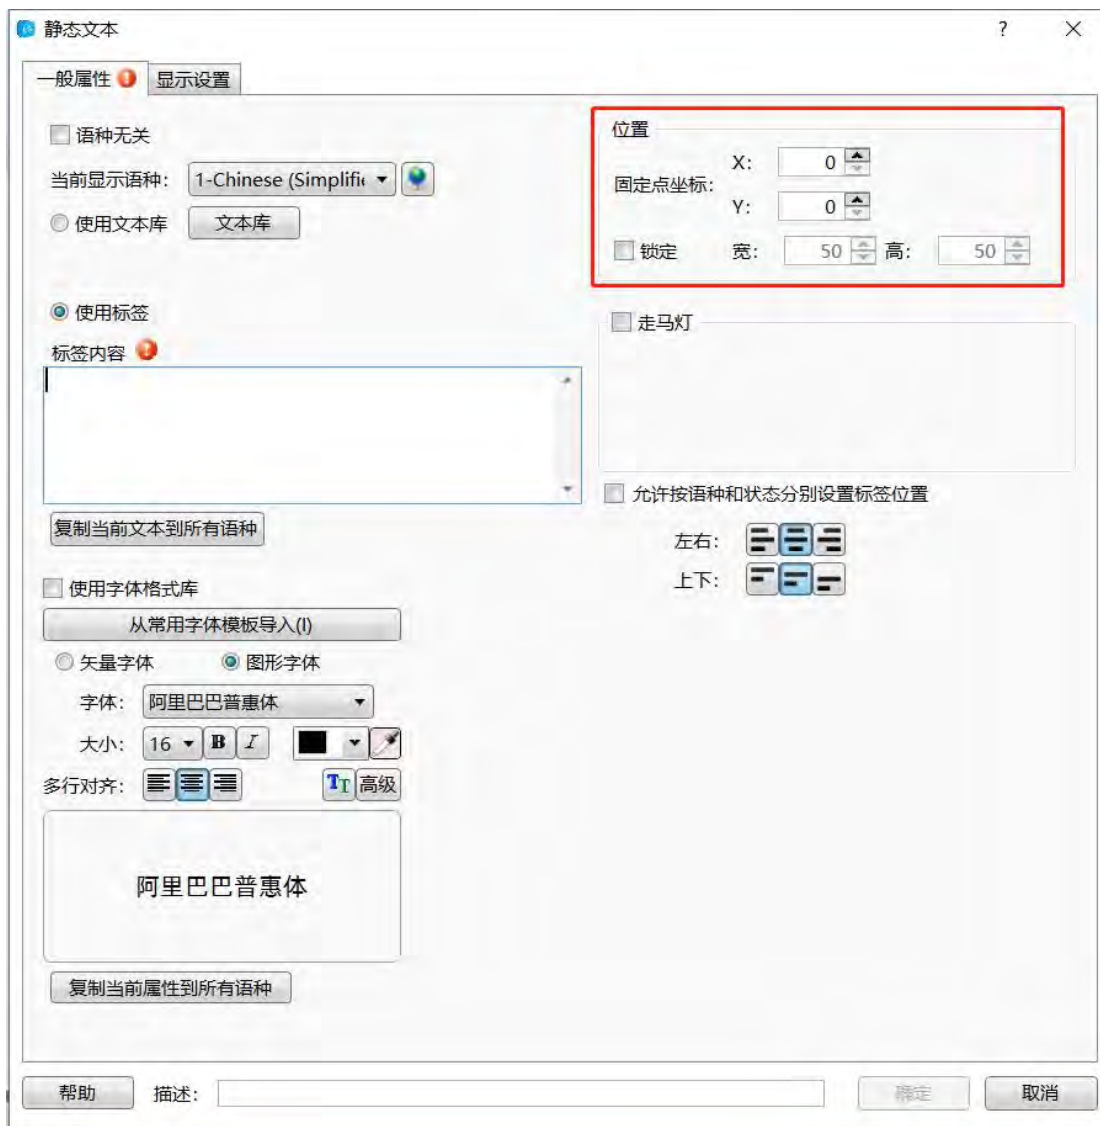 静态文本 ?
一般属性 显示设置
语种无关
当前显示语种: 1-Chinese (Simplifi
使用文本库 文本库
使用标签
标签内容
复制当前文本到所有语种
使用字体格式库
从常用字体模板导入(I)
矢量字体 图形字体
字体: 阿里巴巴普惠体
大小: 16 B I
多行对齐: TT 高级
阿里巴巴普惠体
复制当前属性到所有语种
位置
固定点坐标:
X: 0
Y: 0
锁定 宽: 50 高: 50
走马灯
允许按语种和状态分别设置标签位置
左右:
上下:
帮助 描述: 确定 取消